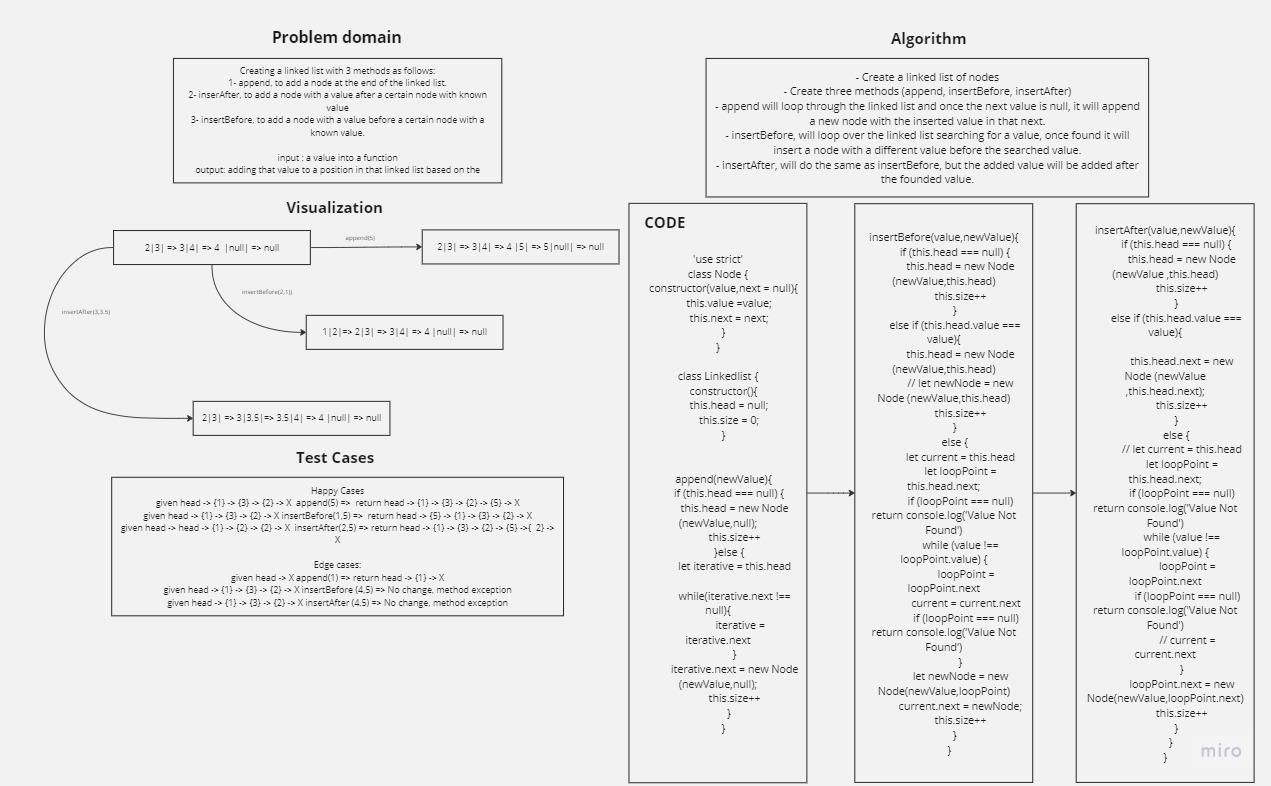 Problem domain
Creating a linked list with 3 methods as follows:
1- append, to add a node at the end of the linked list.
2- inserAfter, to add a node with a value after a certain node with known
value
3- insertBefore, to add a node with a value before a certain node with a
known value.
input : a value into a function
output: adding that value to a position in that linked list based on the
Visualization
2|3| => 3|4| => 4 |null| => null
append(5)
2|3| => 3|4| => 4 |5| => 5|null| => null
insertBefore(2,1))
1|2|=> 2|3| => 3|4| => 4 |null| => null
insertAfter(3,3.5)
2|3| => 3|3.5|=> 3.5|4| => 4 |null| => null
Test Cases
Happy Cases
given head -> {1} -> {3} -> {2} -> X append(5) => return head -> {1} -> {3} -> {2} -> {5} -> X
given head -> {1} -> {3} -> {2} -> X insertBefore(1,5) => return head -> {5} -> {1} -> {3} -> {2} -> X
given head -> head -> {1} -> {2} -> {2} -> X insertAfter(2,5) => return head -> {1} -> {3} -> {2} -> {5} ->{ 2} ->
X
Edge cases:
given head -> X append(1) => return head -> {1} -> X
given head -> {1} -> {3} -> {2} -> X insertBefore (4,5) => No change, method exception
given head -> {1} -> {3} -> {2} -> X insertAfter (4,5) => No change, method exception
Algorithm
- Create a linked list of nodes
- Create three methods (append, insertBefore, insertAfter)
- append will loop through the linked list and once the next value is null, it will append
a new node with the inserted value in that next.
- insertBefore, will loop over the linked list searching for a value, once found it will
insert a node with a different value before the searched value.
- insertAfter, will do the same as insertBefore, but the added value will be added after
the founded value.
CODE
'use strict'
class Node {
constructor(value,next = null){
this.value =value;
this.next = next;
}
}
class Linkedlist {
constructor(){
this.head = null;
this.size = 0;
}
append(newValue){
if (this.head === null) {
this.head = new Node
(newValue,null);
this.size++
}else {
let iterative = this.head
while(iterative.next !==
null){
iterative =
iterative.next
}
iterative.next = new Node
(newValue,null);
this.size++
}
}
insertBefore(value,newValue){
if (this.head === null) {
this.head = new Node
(newValue,this.head)
this.size++
}
else if (this.head.value ===
value){
this.head = new Node
(newValue,this.head)
// let newNode = new
Node (newValue,this.head)
this.size++
}
else {
let current = this.head
let loopPoint =
this.head.next;
if (loopPoint === null)
return console.log('Value Not
Found')
while (value !==
loopPoint.value) {
loopPoint =
loopPoint.next
current = current.next
if (loopPoint === null)
return console.log('Value Not
Found')
}
let newNode = new
Node(newValue,loopPoint)
current.next = newNode;
this.size++
}
}
insertAfter(value,newValue){
if (this.head === null) {
this.head = new Node
(newValue ,this.head)
this.size++
}
else if (this.head.value ===
value){
this.head.next = new
Node (newValue
,this.head.next);
this.size++
}
else {
// let current = this.head
let loopPoint =
this.head.next;
if (loopPoint === null)
return console.log('Value Not
Found')
while (value !==
loopPoint.value) {
loopPoint =
loopPoint.next
if (loopPoint === null)
return console.log('Value Not
Found')
// current =
current.next
}
loopPoint.next = new
Node(newValue,loopPoint.next)
this.size++
}
}
}
miro